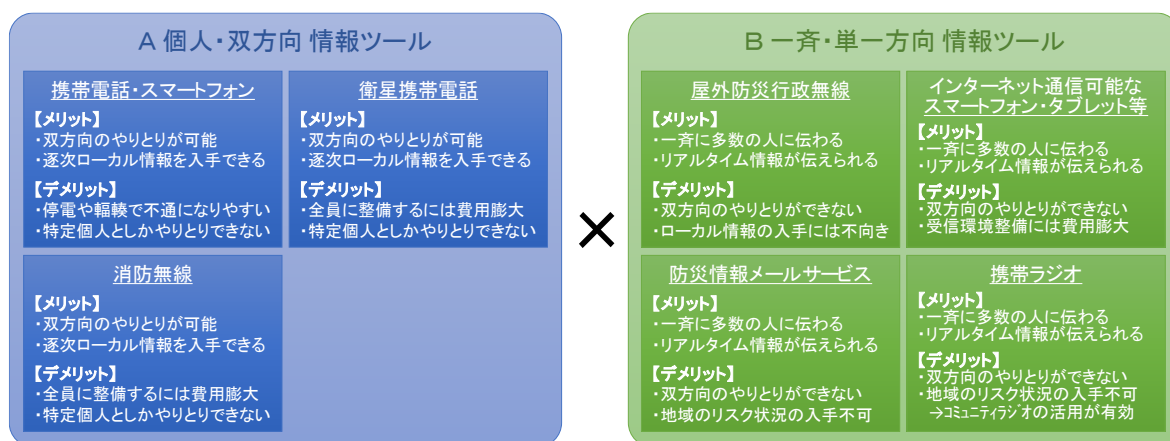 A 個人・双方向 情報ツール
携帯電話・スマートフォン
【メリット】
・双方向のやりとりが可能
・逐次ローカル情報を入手できる
【デメリット】
・停電や輻輳で不通になりやすい
・特定個人としかやりとりできない
衛星携帯電話
【メリット】
・双方向のやりとりが可能
・逐次ローカル情報を入手できる
【デメリット】
・全員に整備するには費用膨大
・特定個人としかやりとりできない
消防無線
【メリット】
・双方向のやりとりが可能
・逐次ローカル情報を入手できる
【デメリット】
・全員に整備するには費用膨大
・特定個人としかやりとりできない
×
B 一斉・単一方向 情報ツール
屋外防災行政無線
【メリット】
・一斉に多数の人に伝わる
・リアルタイム情報が伝えられる
【デメリット】
・双方向のやりとりができない
・ローカル情報の入手には不向き
インターネット通信可能な
スマートフォン・タブレット等
【メリット】
・一斉に多数の人に伝わる
・リアルタイム情報が伝えられる
【デメリット】
・双方向のやりとりができない
・受信環境整備には費用膨大
防災情報メールサービス
【メリット】
・一斉に多数の人に伝わる
・リアルタイム情報が伝えられる
【デメリット】
・双方向のやりとりができない
・地域のリスク状況の入手不可
携帯ラジオ
【メリット】
・一斉に多数の人に伝わる
・リアルタイム情報が伝えられる
【デメリット】
・双方向のやりとりができない
・地域のリスク状況の入手不可
→コミュニティラジオの活用が有効